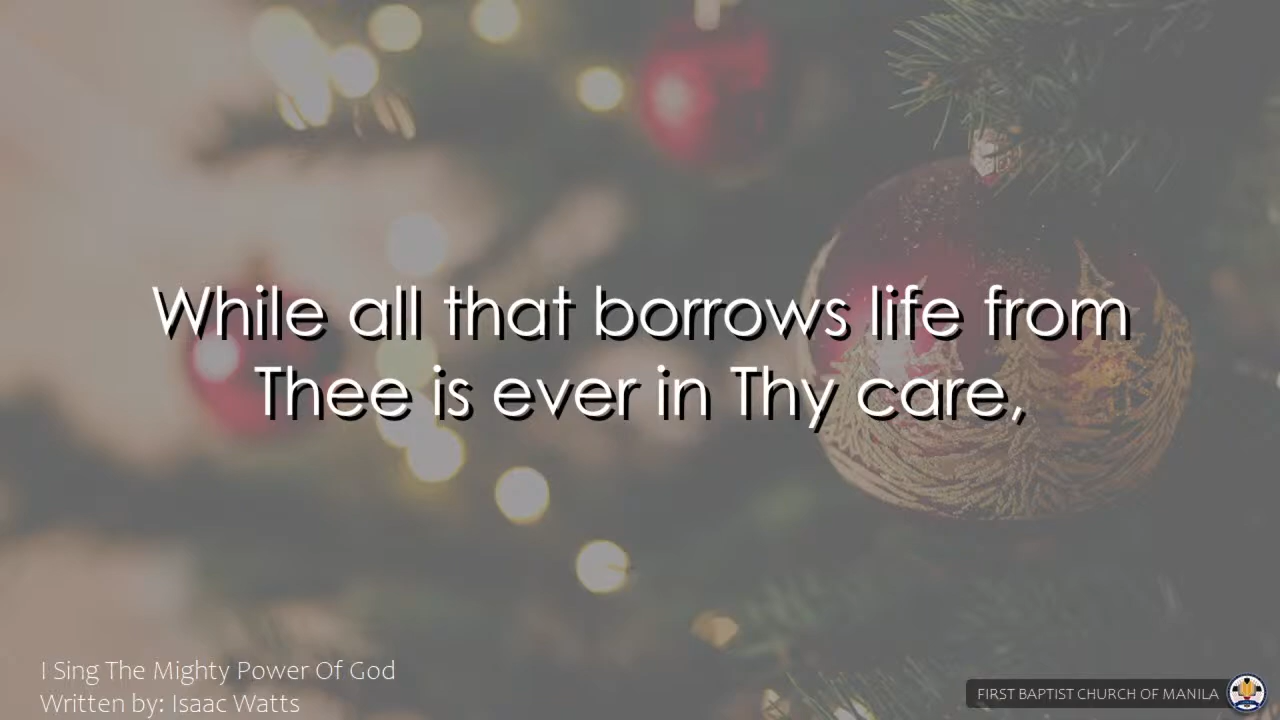 While all that borrows life from
Thee is ever in Thy care,
I Sing The Mighty Power Of God
Written by: Isaac Watts
FIRST BAPTIST CHURCH OF MANILA